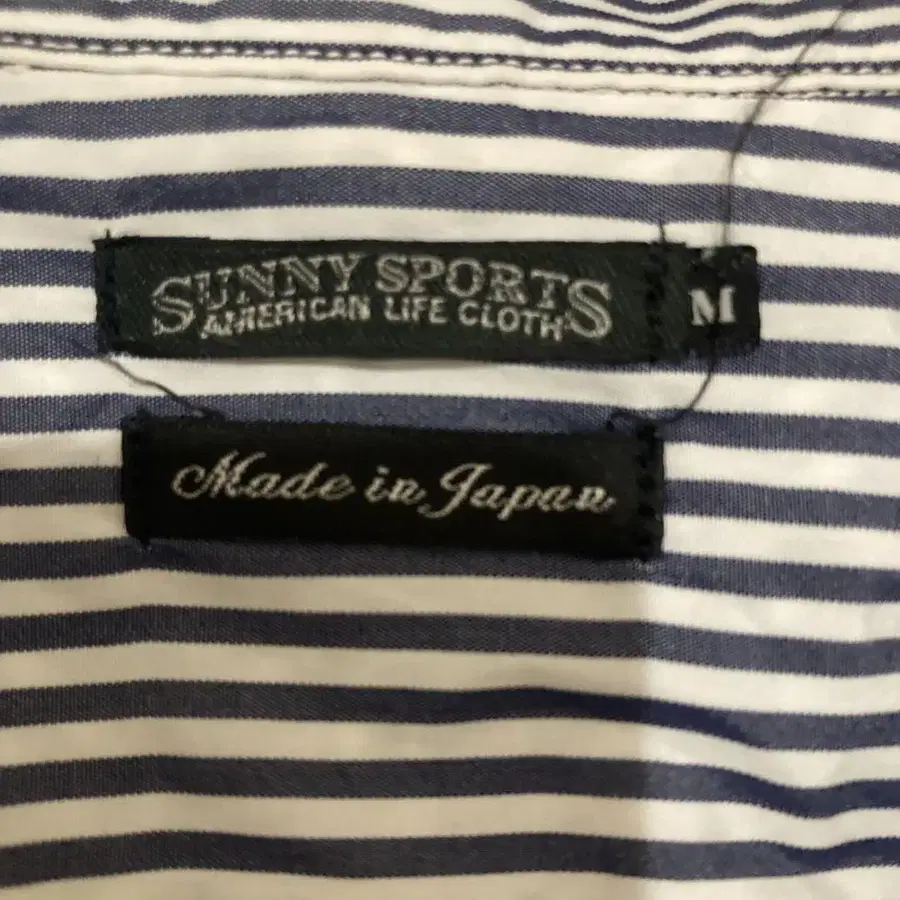 SUNNY SPORTS
AMERICAN LIFE CLOTH
M
Made in Japan